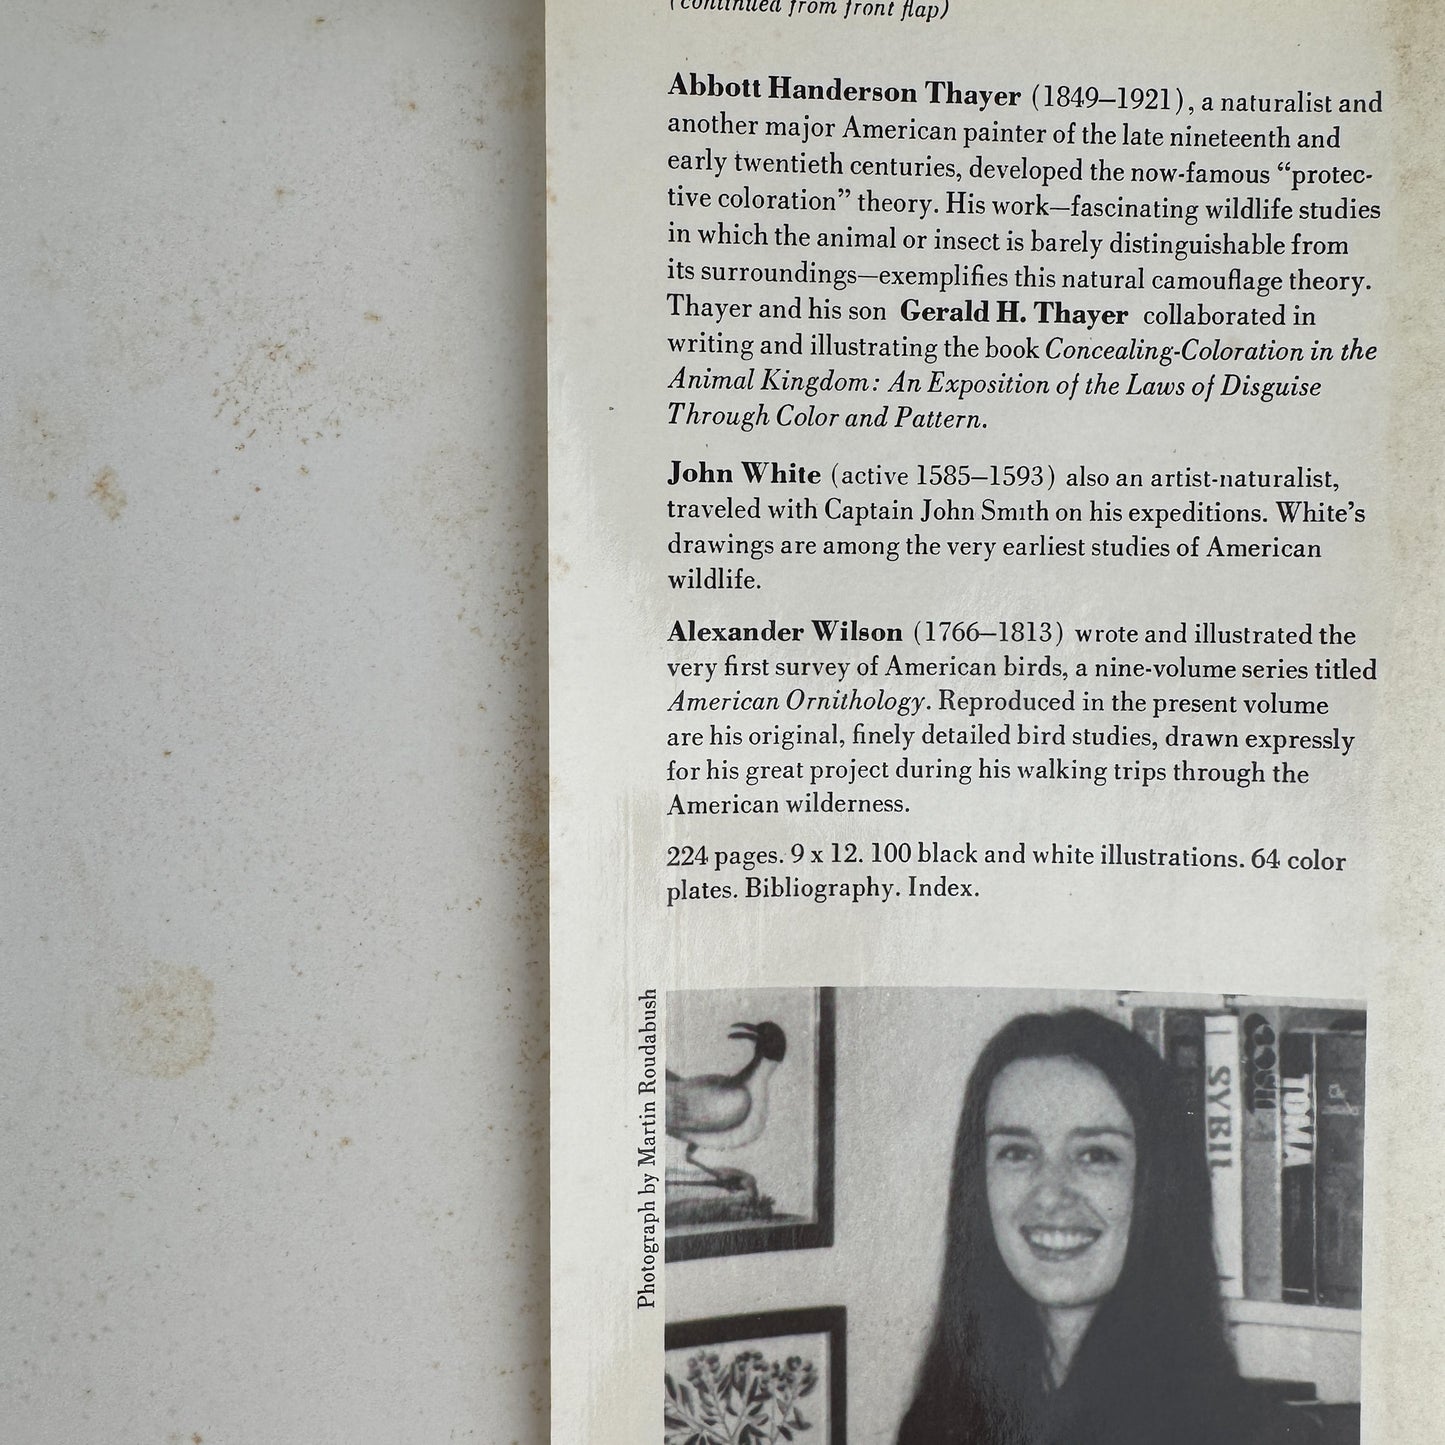 (continued from front flap)
Abbott Handerson Thayer (1849–1921), a naturalist and
another major American painter of the late nineteenth and
early twentieth centuries, developed the now-famous “protec-
tive coloration” theory. His work—fascinating wildlife studies
in which the animal or insect is barely distinguishable from
its surroundings—exemplifies this natural camouflage theory.
Thayer and his son Gerald H. Thayer collaborated in
writing and illustrating the book Concealing-Coloration in the
Animal Kingdom: An Exposition of the Laws of Disguise
Through Color and Pattern.
John White (active 1585–1593) also an artist-naturalist,
traveled with Captain John Smith on his expeditions. White’s
drawings are among the very earliest studies of American
wildlife.
Alexander Wilson (1766–1813) wrote and illustrated the
very first survey of American birds, a nine-volume series titled
American Ornithology. Reproduced in the present volume
are his original, finely detailed bird studies, drawn expressly
for his great project during his walking trips through the
American wilderness.
224 pages. 9 x 12. 100 black and white illustrations. 64 color
plates. Bibliography. Index.
Photograph by Martin Roudabush
SYBIL
TOMA